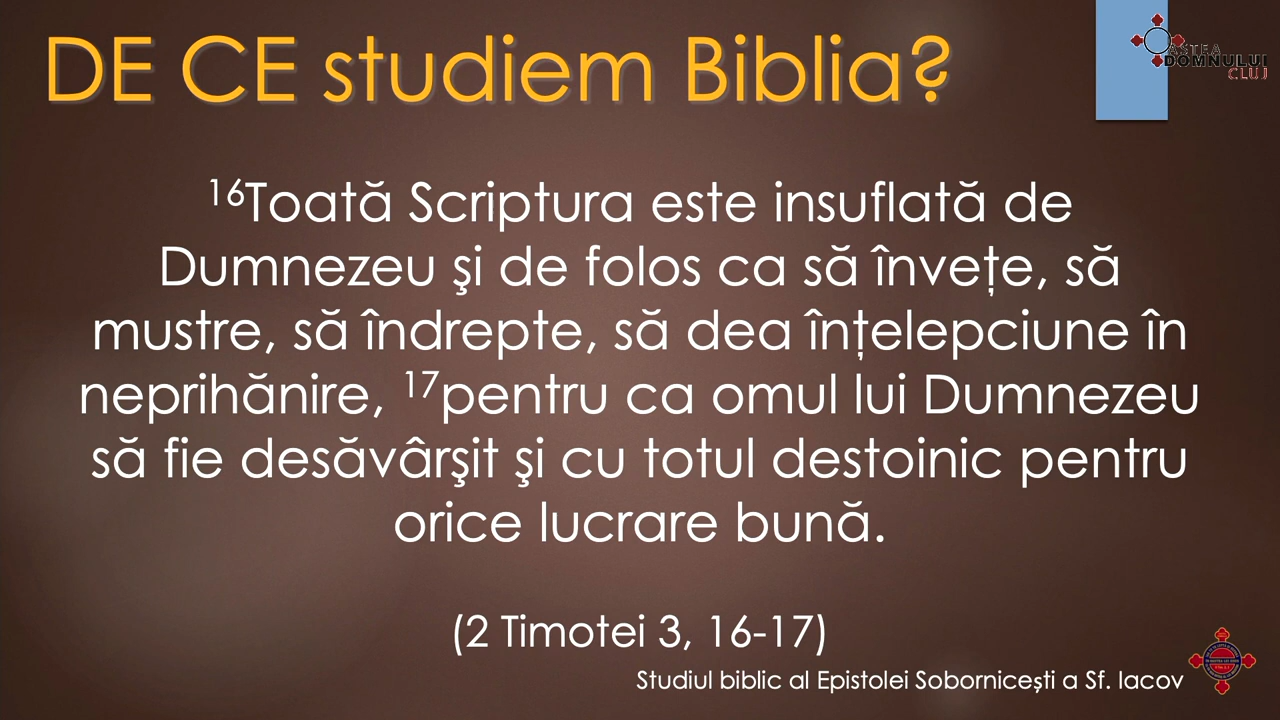 DE CE studiem Biblia?
OASTEA
DOMNULUI
CLUJ
¹⁶Toată Scriptura este insuflată de
Dumnezeu şi de folos ca să înveţe, să
mustre, să îndrepte, să dea înţelepciune în
neprihănire, ¹⁷pentru ca omul lui Dumnezeu
să fie desăvârşit şi cu totul destoinic pentru
orice lucrare bună.
(2 Timotei 3, 16-17)
Studiul biblic al Epistolei Sobornicești a Sf. Iacov